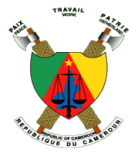 TRAVAIL
WORK
PAIX
PEACE
PATRIE
FATHERLAND
REPUBLIC OF CAMEROON
REPUBLIQUE DU CAMEROUN